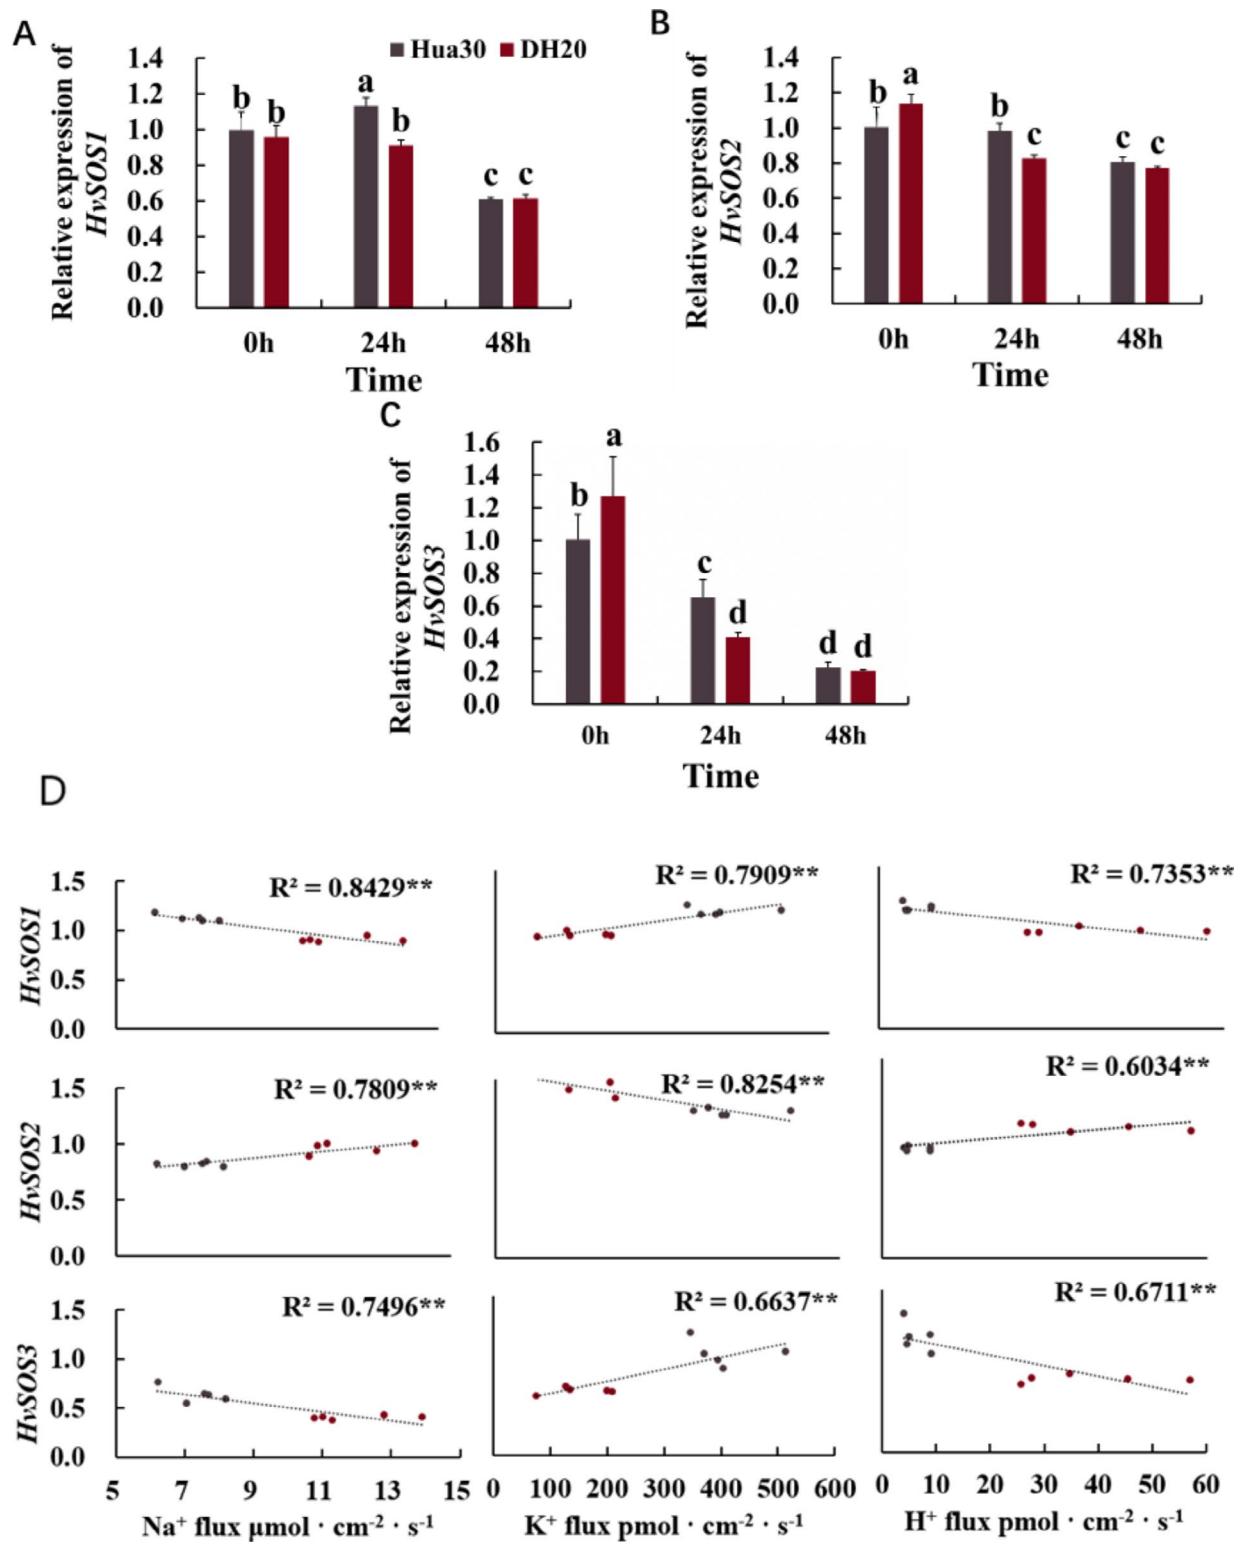 A
Relative expression of
HvSOS1
Hua30 DH20
1.4
1.2
1.0
0.8
0.6
0.4
0.2
0.0
b b a b c c
0h 24h 48h
Time
B
Relative expression of
HvSOS2
1.4
1.2
1.0
0.8
0.6
0.4
0.2
0.0
b a b c c c
0h 24h 48h
Time
C
Relative expression of
HvSOS3
1.6
1.4
1.2
1.0
0.8
0.6
0.4
0.2
0.0
b a c d d d
0h 24h 48h
Time
D
HvSOS1
1.5
1.0
0.5
0.0
R² = 0.8429**
R² = 0.7909**
R² = 0.7353**
HvSOS2
1.5
1.0
0.5
0.0
R² = 0.7809**
R² = 0.8254**
R² = 0.6034**
HvSOS3
1.5
1.0
0.5
0.0
R² = 0.7496**
R² = 0.6637**
R² = 0.6711**
5 7 9 11 13 15
Na⁺ flux μmol · cm⁻² · s⁻¹
0 100 200 300 400 500 600
K⁺ flux pmol · cm⁻² · s⁻¹
0 10 20 30 40 50 60
H⁺ flux pmol · cm⁻² · s⁻¹